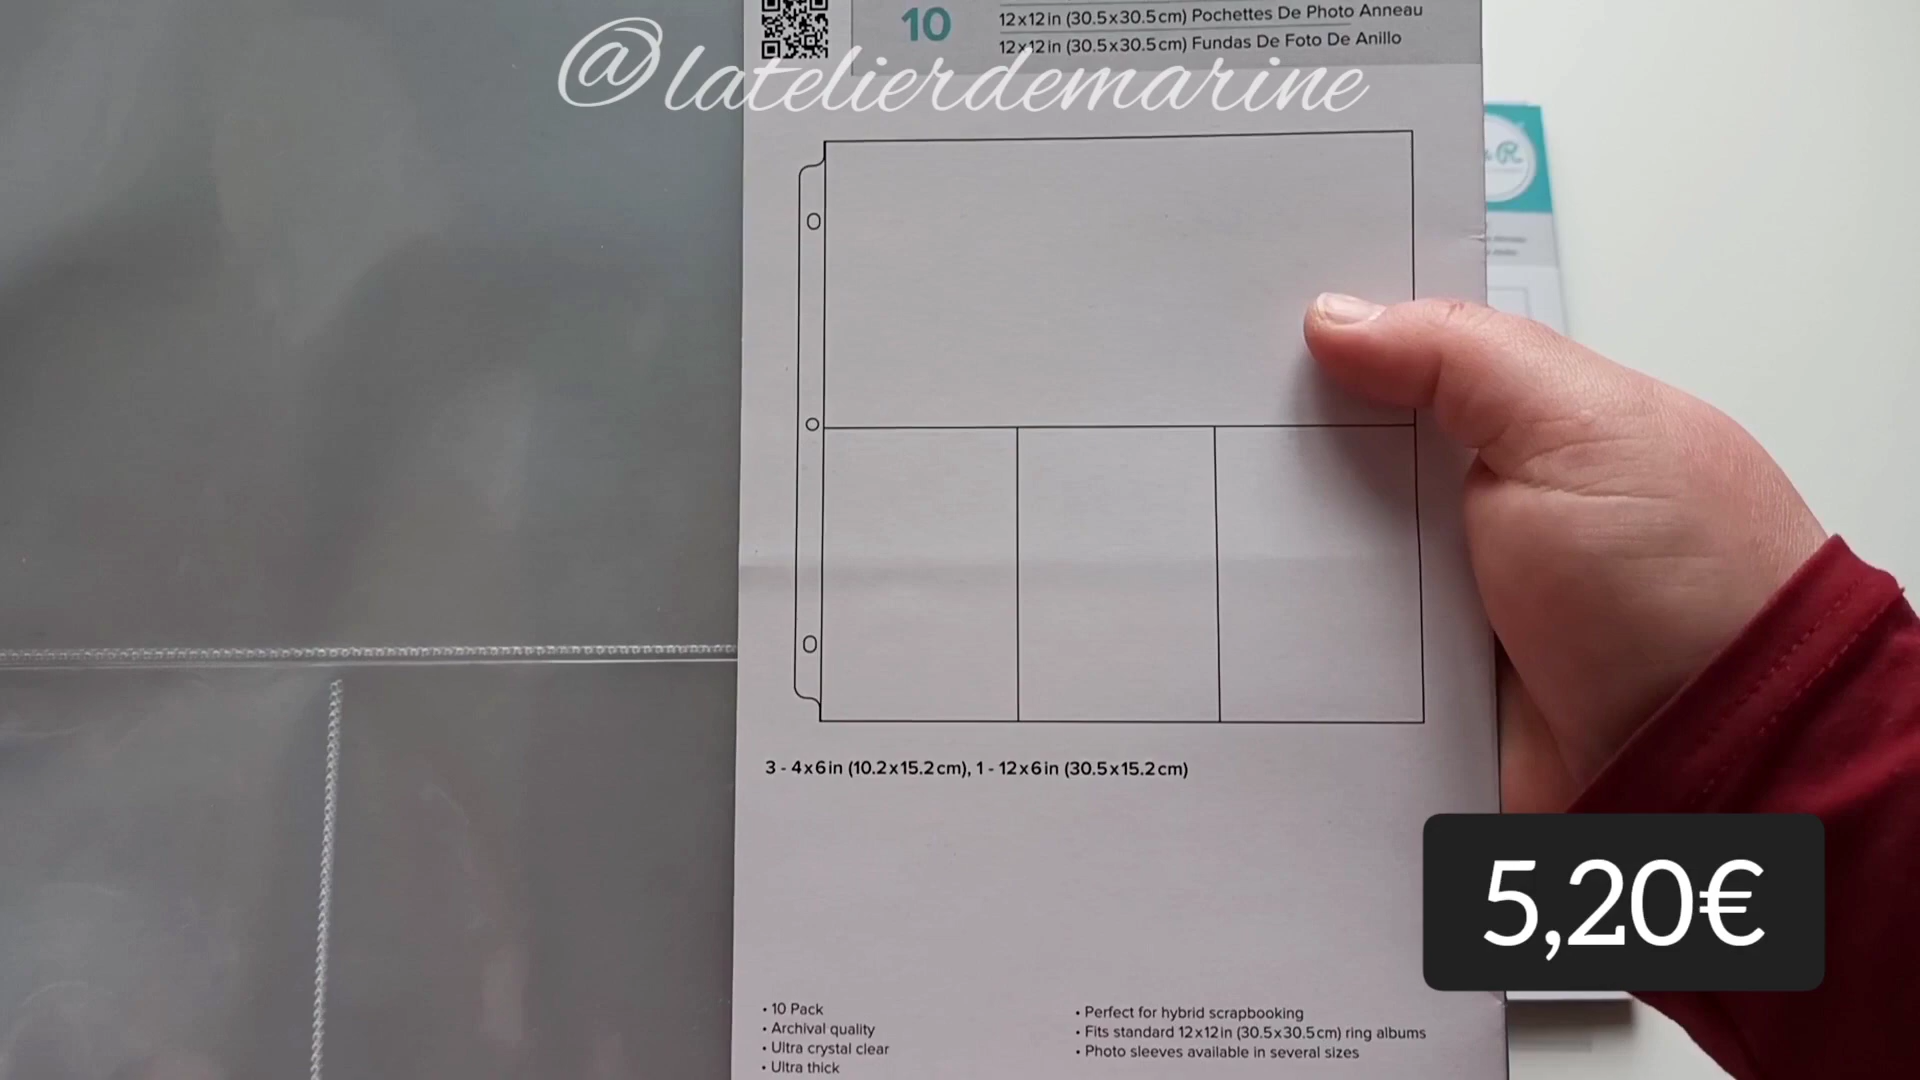 10
12x12in (30.5x30.5cm) Pochettes De Photo Anneau
12x12in (30.5x30.5cm) Fundas De Foto De Anillo
@latelierdemarine
R
3 - 4x6in (10.2x15.2cm), 1 - 12x6in (30.5x15.2cm)
5,20€
• 10 Pack
• Archival quality
• Ultra crystal clear
• Ultra thick
• Perfect for hybrid scrapbooking
• Fits standard 12x12in (30.5x30.5cm) ring albums
• Photo sleeves available in several sizes